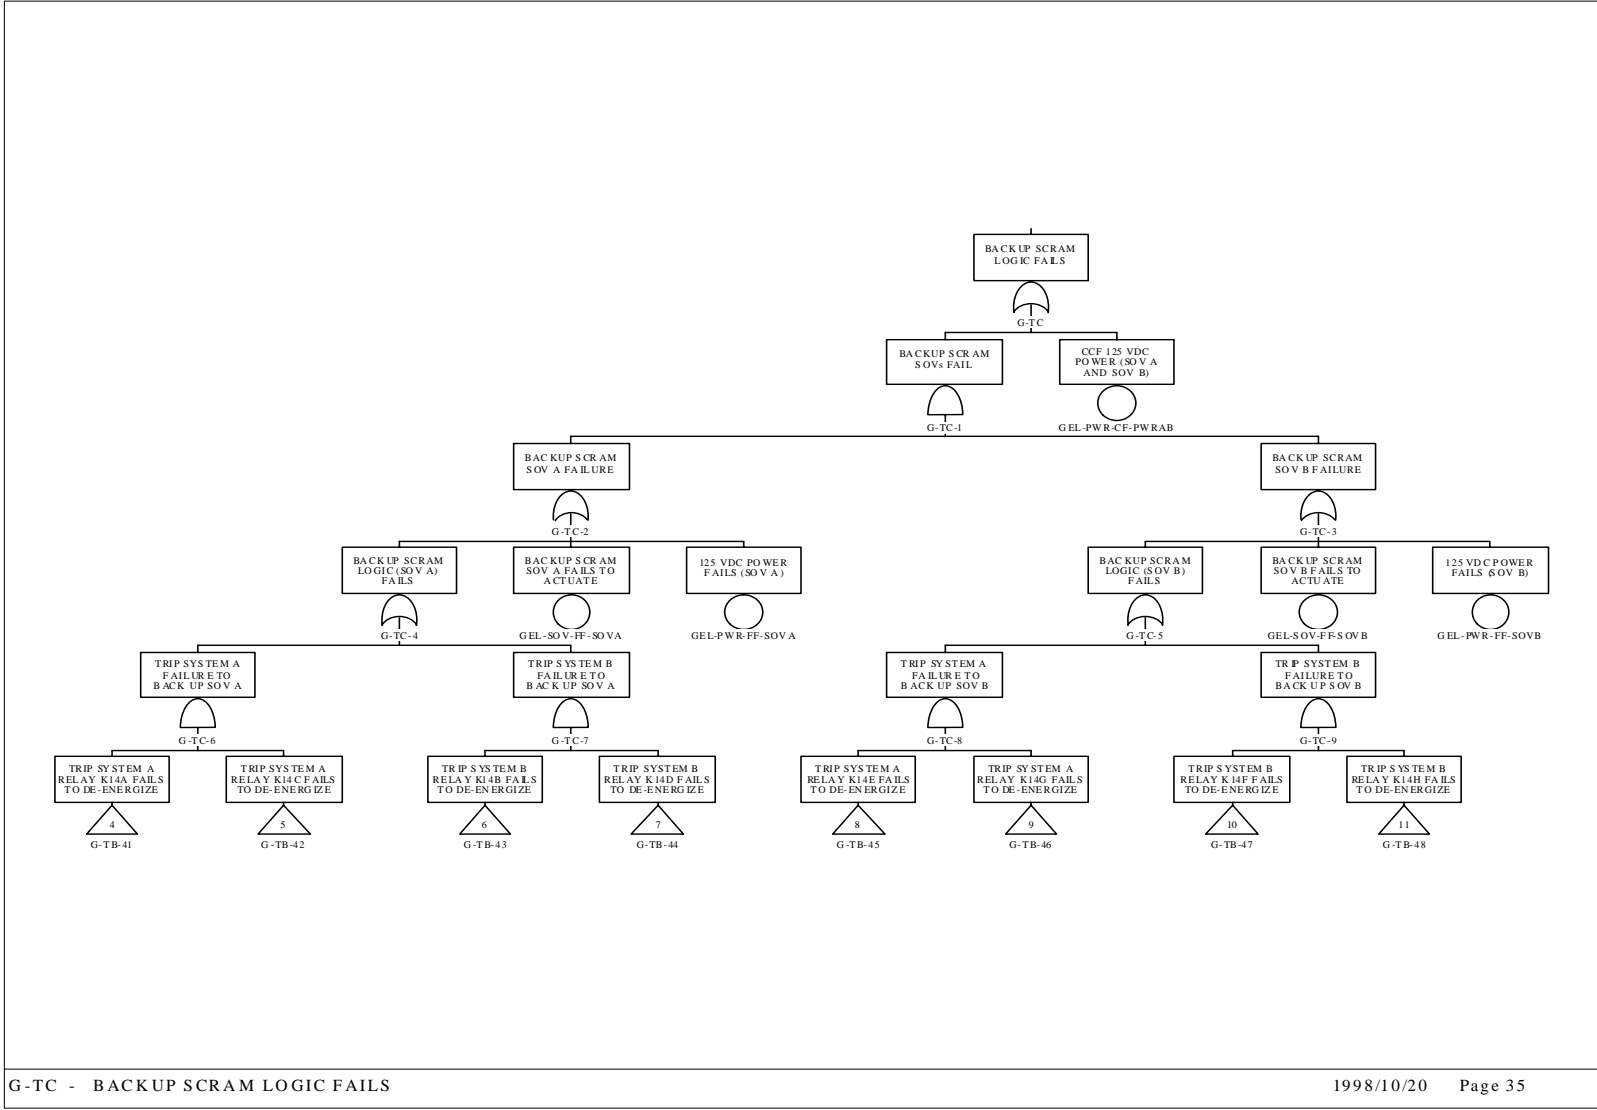 BACKUP SCRAM
LOGIC FAILS
G-TC
BACKUP SCRAM
SOVs FAIL
G-TC-1
CCF 125 VDC
POWER (SOV A
AND SOV B)
GEL-PWR-CF-PWRAB
BACKUP SCRAM
SOV A FAILURE
G-TC-2
BACKUP SCRAM
SOV B FAILURE
G-TC-3
BACKUP SCRAM
LOGIC (SOV A)
FAILS
G-TC-4
BACKUP SCRAM
SOV A FAILS TO
ACTUATE
GEL-SOV-FF-SOVA
125 VDC POWER
FAILS (SOV A)
GEL-PWR-FF-SOVA
BACKUP SCRAM
LOGIC (SOV B)
FAILS
G-TC-5
BACKUP SCRAM
SOV B FAILS TO
ACTUATE
GEL-SOV-FF-SOVB
125 VDC POWER
FAILS (SOV B)
GEL-PWR-FF-SOVB
TRIP SYSTEM A
FAILURE TO
BACKUP SOV A
G-TC-6
TRIP SYSTEM B
FAILURE TO
BACKUP SOV A
G-TC-7
TRIP SYSTEM A
FAILURE TO
BACKUP SOV B
G-TC-8
TRIP SYSTEM B
FAILURE TO
BACKUP SOV B
G-TC-9
TRIP SYSTEM A
RELAY K14A FAILS
TO DE-ENERGIZE
4
G-TB-41
TRIP SYSTEM A
RELAY K14C FAILS
TO DE-ENERGIZE
5
G-TB-42
TRIP SYSTEM B
RELAY K14B FAILS
TO DE-ENERGIZE
6
G-TB-43
TRIP SYSTEM B
RELAY K14D FAILS
TO DE-ENERGIZE
7
G-TB-44
TRIP SYSTEM A
RELAY K14E FAILS
TO DE-ENERGIZE
8
G-TB-45
TRIP SYSTEM A
RELAY K14G FAILS
TO DE-ENERGIZE
9
G-TB-46
TRIP SYSTEM B
RELAY K14F FAILS
TO DE-ENERGIZE
10
G-TB-47
TRIP SYSTEM B
RELAY K14H FAILS
TO DE-ENERGIZE
11
G-TB-48
G-TC - BACKUP SCRAM LOGIC FAILS
1998/10/20 Page 35